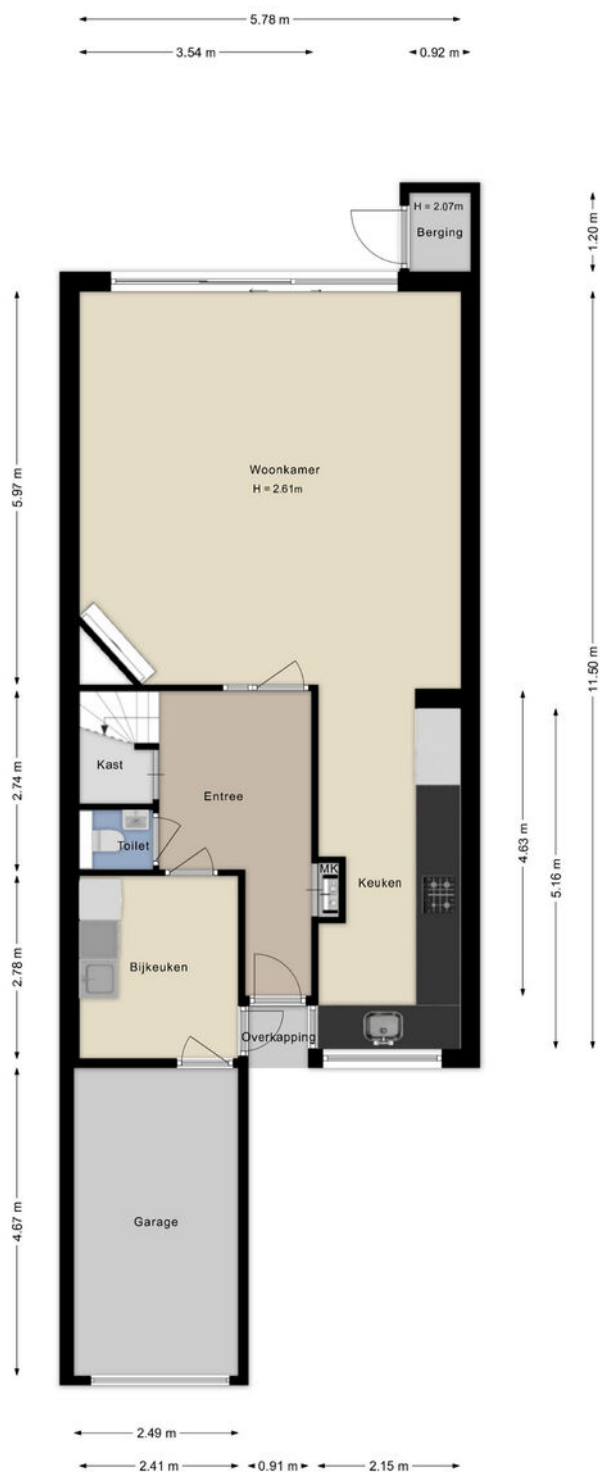 5.78 m
3.54 m
0.92 m
H = 2.07m
Berging
1.20 m
Woonkamer
H = 2.61m
5.97 m
11.50 m
Kast
Entree
2.74 m
Toilet
4.63 m
5.16 m
MK
Keuken
Bijkeuken
2.78 m
Overkapping
Garage
4.67 m
2.49 m
2.41 m
0.91 m
2.15 m